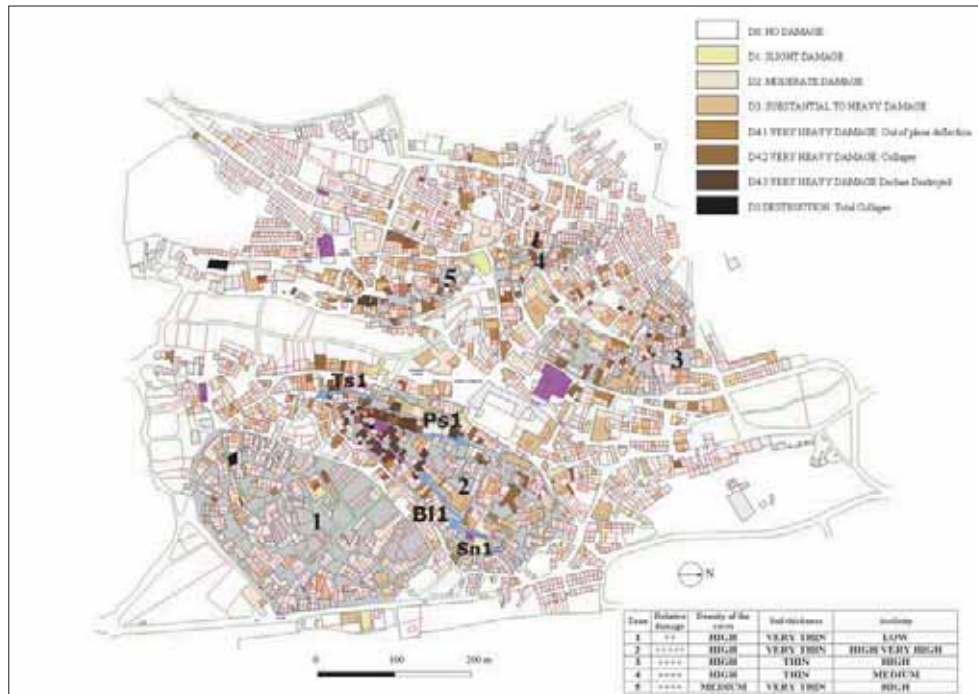 D0: NO DAMAGE
D1: SLIGHT DAMAGE
D2: MODERATE DAMAGE
D3: SUBSTANTIAL TO HEAVY DAMAGE
D4.1 VERY HEAVY DAMAGE: Out of plane deflection
D4.2 VERY HEAVY DAMAGE: Collapse
D4.3 VERY HEAVY DAMAGE Destroyed
D5 DESTRUCTION: Total Collapse
5
4
3
Ts1
Ps1
2
1
Bl1
Sn1
N
0 100 200 m
Zone Relative damage Density of the caves Soil thickness Acclivity
1 ++ HIGH VERY THIN LOW
2 +++++ HIGH VERY THIN HIGH/VERY HIGH
3 ++++ HIGH THIN HIGH
4 ++++ HIGH THIN MEDIUM
5 ++++ MEDIUM VERY THIN HIGH